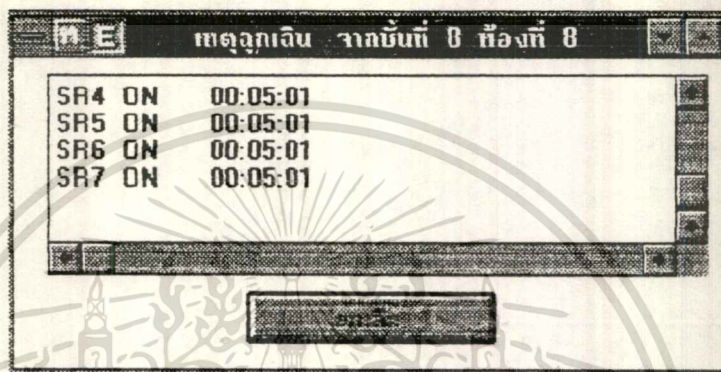 ก E เหตุฉุกเฉิน จากชั้นที่ 8 ห้องที่ 8
SR4 ON 00:05:01
SR5 ON 00:05:01
SR6 ON 00:05:01
SR7 ON 00:05:01